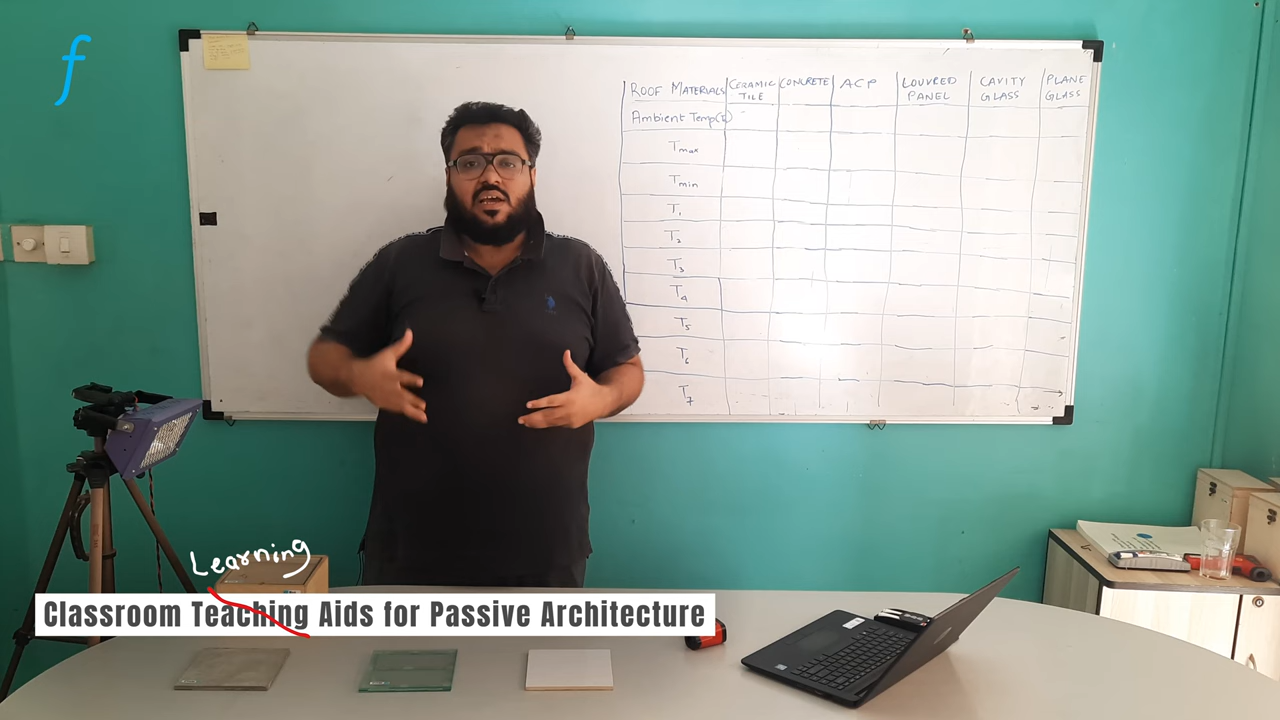 f
ROOF MATERIALS CERAMIC TILE CONCRETE ACP LOUVRED PANEL CAVITY GLASS PLANE GLASS
Ambient Temp
Tmax
Tmin
T1
T2
T3
T4
T5
T6
T7
Learning
Classroom Teaching Aids for Passive Architecture